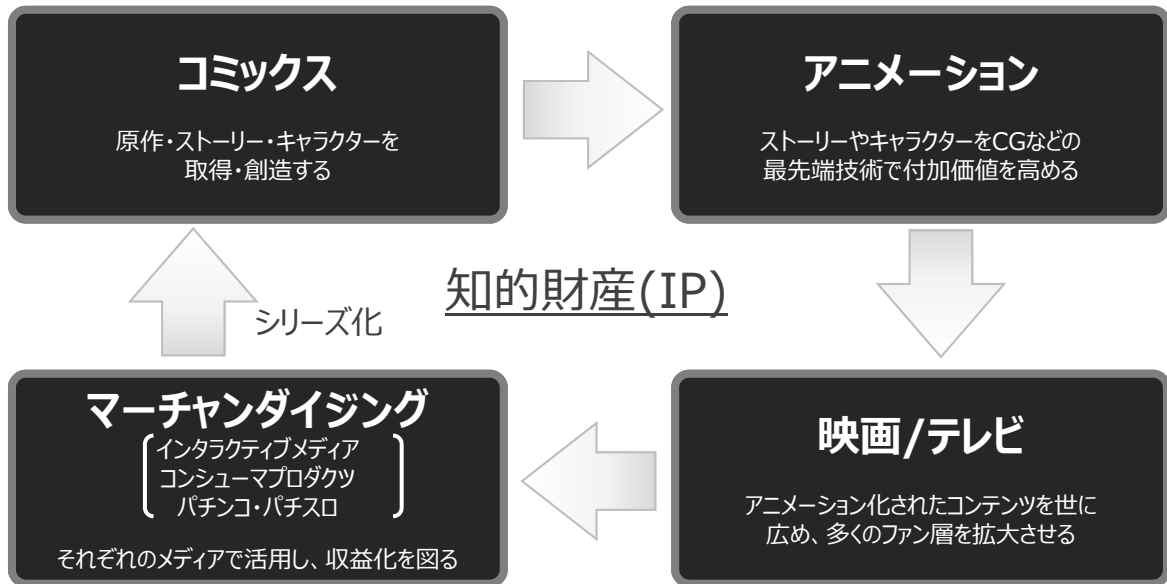 コミックス
原作・ストーリー・キャラクターを
取得・創造する
アニメーション
ストーリーやキャラクターをCGなどの
最先端技術で付加価値を高める
知的財産(IP)
シリーズ化
マーチャンダイジング
インタラクティブメディア
コンシューマプロダクツ
パチンコ・パチスロ
それぞれのメディアで活用し、収益化を図る
映画/テレビ
アニメーション化されたコンテンツを世に
広め、多くのファン層を拡大させる